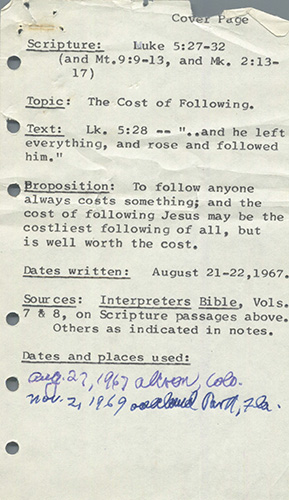 Cover Page
Scripture: Luke 5:27-32
(and Mt.9:9-13, and Mk. 2:13-
17)
Topic: The Cost of Following.
Text: Lk. 5:28 -- "..and he left
everything, and rose and followed
him."
Proposition: To follow anyone
always costs something; and the
cost of following Jesus may be the
costliest following of all, but
is well worth the cost.
Dates written: August 21-22,1967.
Sources: Interpreters Bible, Vols.
7 & 8, on Scripture passages above.
Others as indicated in notes.
Dates and places used:
Aug. 27, 1967 Akron, Colo.
Nov. 2, 1969 Oakland Park, Fla.